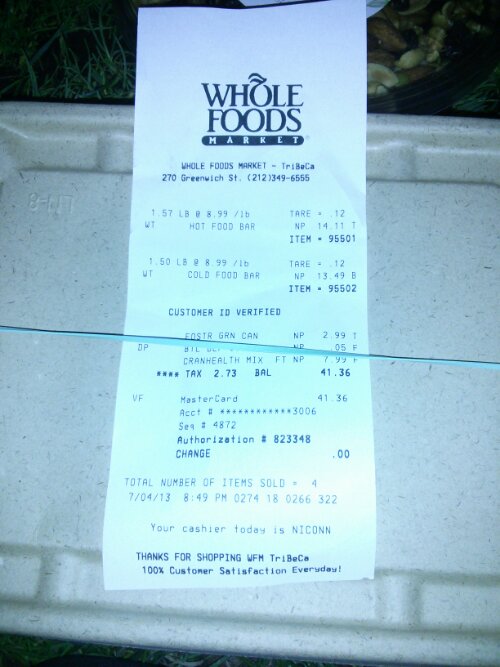 WHOLE
FOODS
MARKET
WHOLE FOODS MARKET - TriBeCa
270 Greenwich St. (212)349-6555
1.57 LB @ 8.99 /lb TARE = .12
WT HOT FOOD BAR NP 14.11 T
ITEM = 95501
1.50 LB @ 8.99 /lb TARE = .12
WT COLD FOOD BAR NP 13.49 B
ITEM = 95502
CUSTOMER ID VERIFIED
FOSTR GRN CAN NP 2.99 T
DP BTL DEP NP .05 F
CRANHEALTH MIX FT NP 7.99 F
**** TAX 2.73 BAL 41.36
VF MasterCard 41.36
Acct # ************3006
Seq # 4872
Authorization # 823348
CHANGE .00
TOTAL NUMBER OF ITEMS SOLD = 4
7/04/13 8:49 PM 0274 18 0266 322
Your cashier today is NICONN
THANKS FOR SHOPPING WFM TriBeCa
100% Customer Satisfaction Everyday!